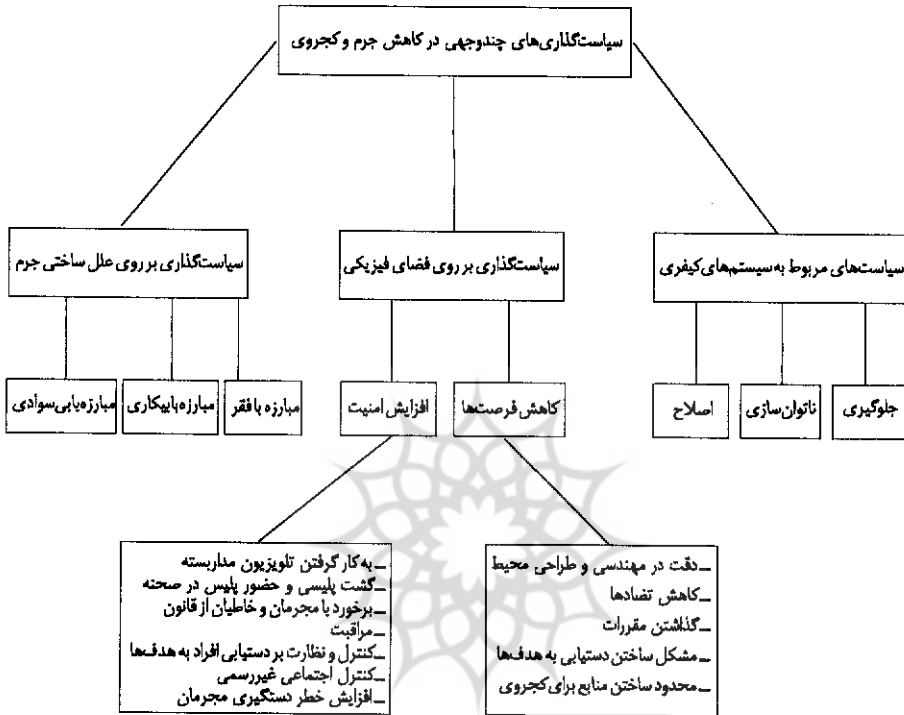 سیاست‌گذاری‌های چندوجهی در کاهش جرم و کجروی
سیاست‌های مربوط به سیستم‌های کیفری
سیاست‌گذاری بر روی فضای فیزیکی
سیاست‌گذاری بر روی علل ساختی جرم
جلوگیری
ناتوان‌سازی
اصلاح
کاهش فرصت‌ها
افزایش امنیت
مبارزه با فقر
مبارزه با بیکاری
مبارزه با بی‌سوادی
ـ دقت در مهندسی و طراحی محیط
ـ کاهش تضادها
ـ گذاشتن مقررات
ـ مشکل ساختن دستیابی به هدف‌ها
ـ محدود ساختن منابع برای کجروی
ـ به کار گرفتن تلویزیون مداربسته
ـ گشت پلیسی و حضور پلیس در صحنه
ـ برخورد با مجرمان و خاطیان از قانون
ـ مراقبت
ـ کنترل و نظارت بر دستیابی افراد به هدف‌ها
ـ کنترل اجتماعی غیررسمی
ـ افزایش خطر دستگیری مجرمان